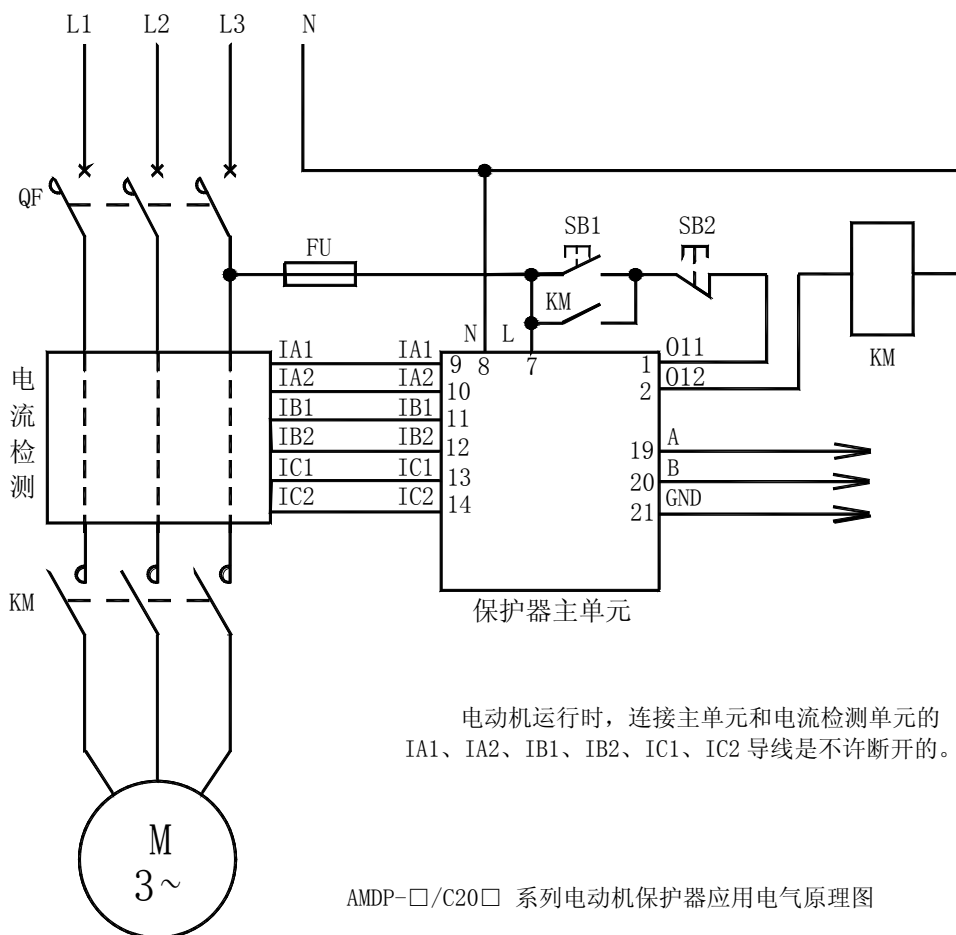 L1 L2 L3 N
QF
FU
SB1 SB2
KM
KM
N L
8 7
IA1 IA1 9
IA2 IA2 10
IB1 IB1 11
IB2 IB2 12
IC1 IC1 13
IC2 IC2 14
1 O11
2 O12
19 A
20 B
21 GND
电流检测
保护器主单元
KM
电动机运行时，连接主单元和电流检测单元的
IA1、IA2、IB1、IB2、IC1、IC2 导线是不许断开的。
M
3~
AMDP-□/C20□ 系列电动机保护器应用电气原理图